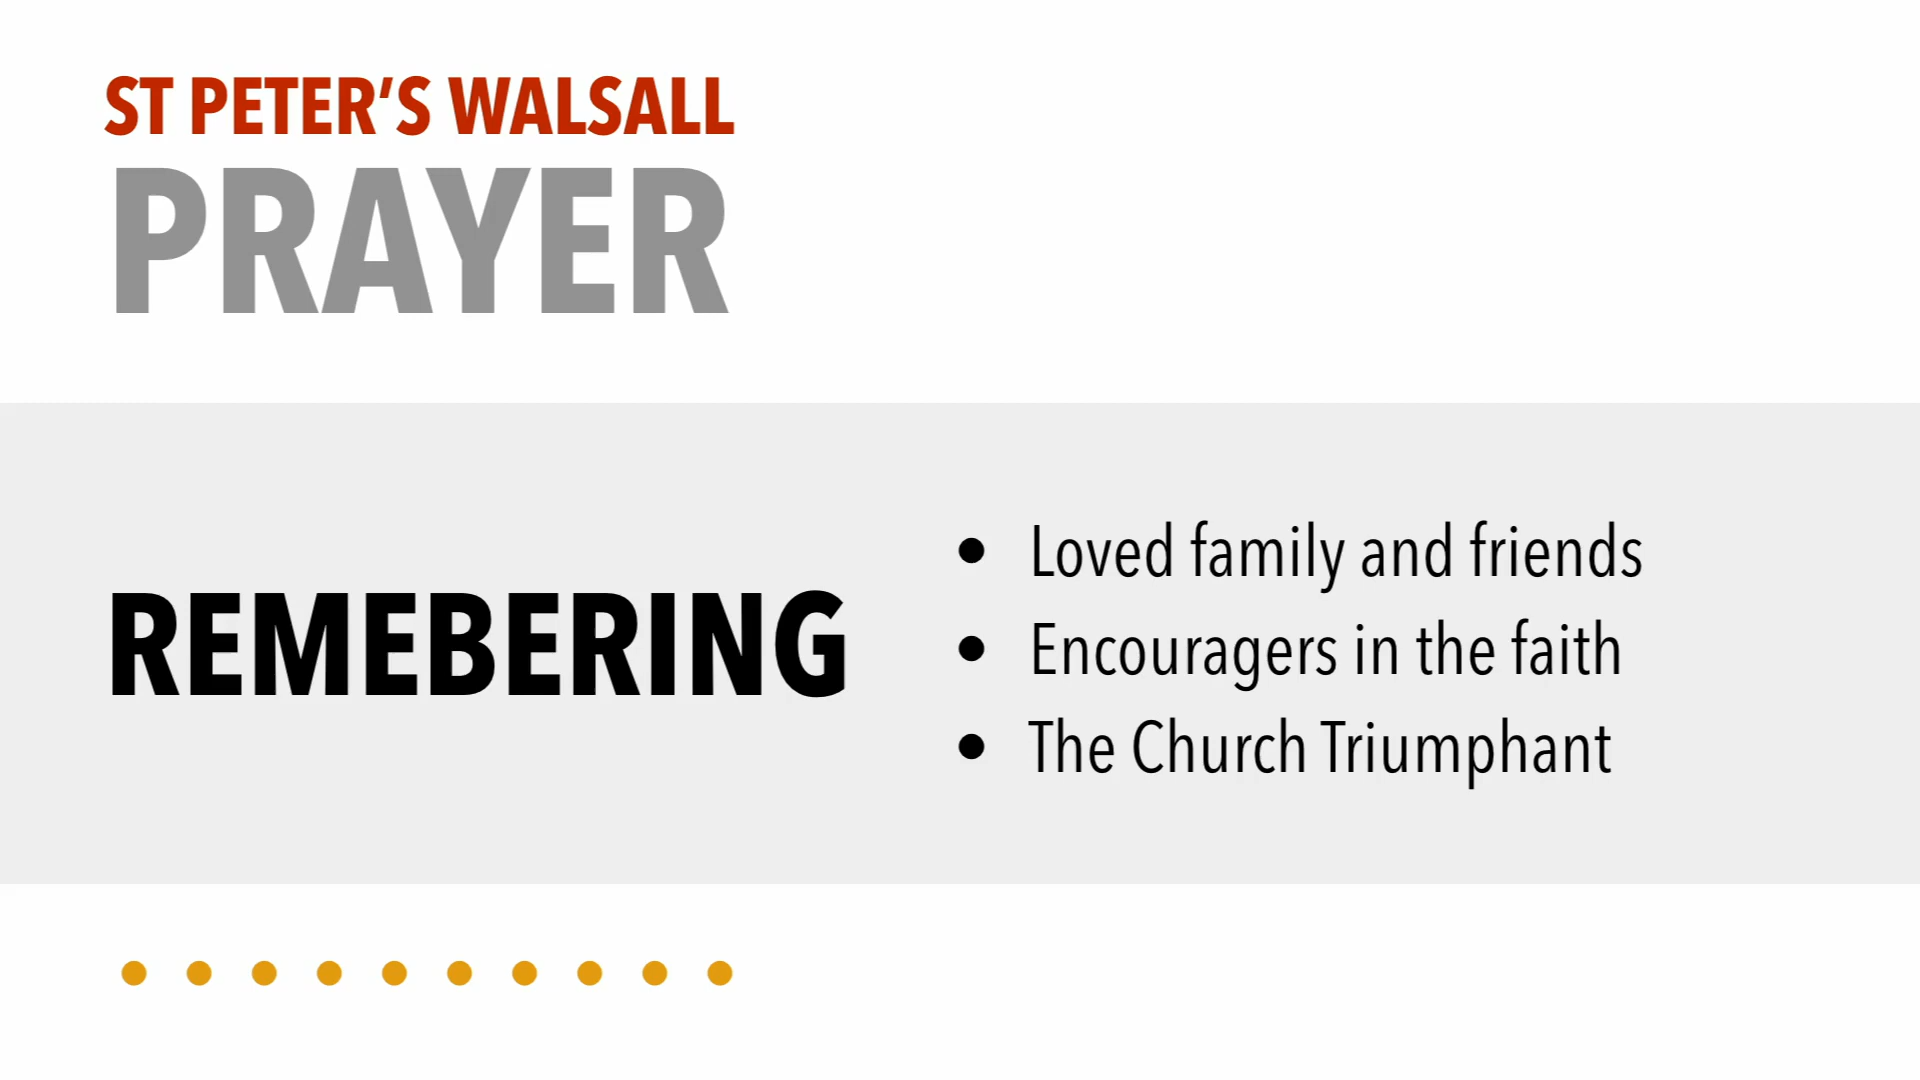 ST PETER’S WALSALL
PRAYER
REMEBERING
• Loved family and friends
• Encouragers in the faith
• The Church Triumphant